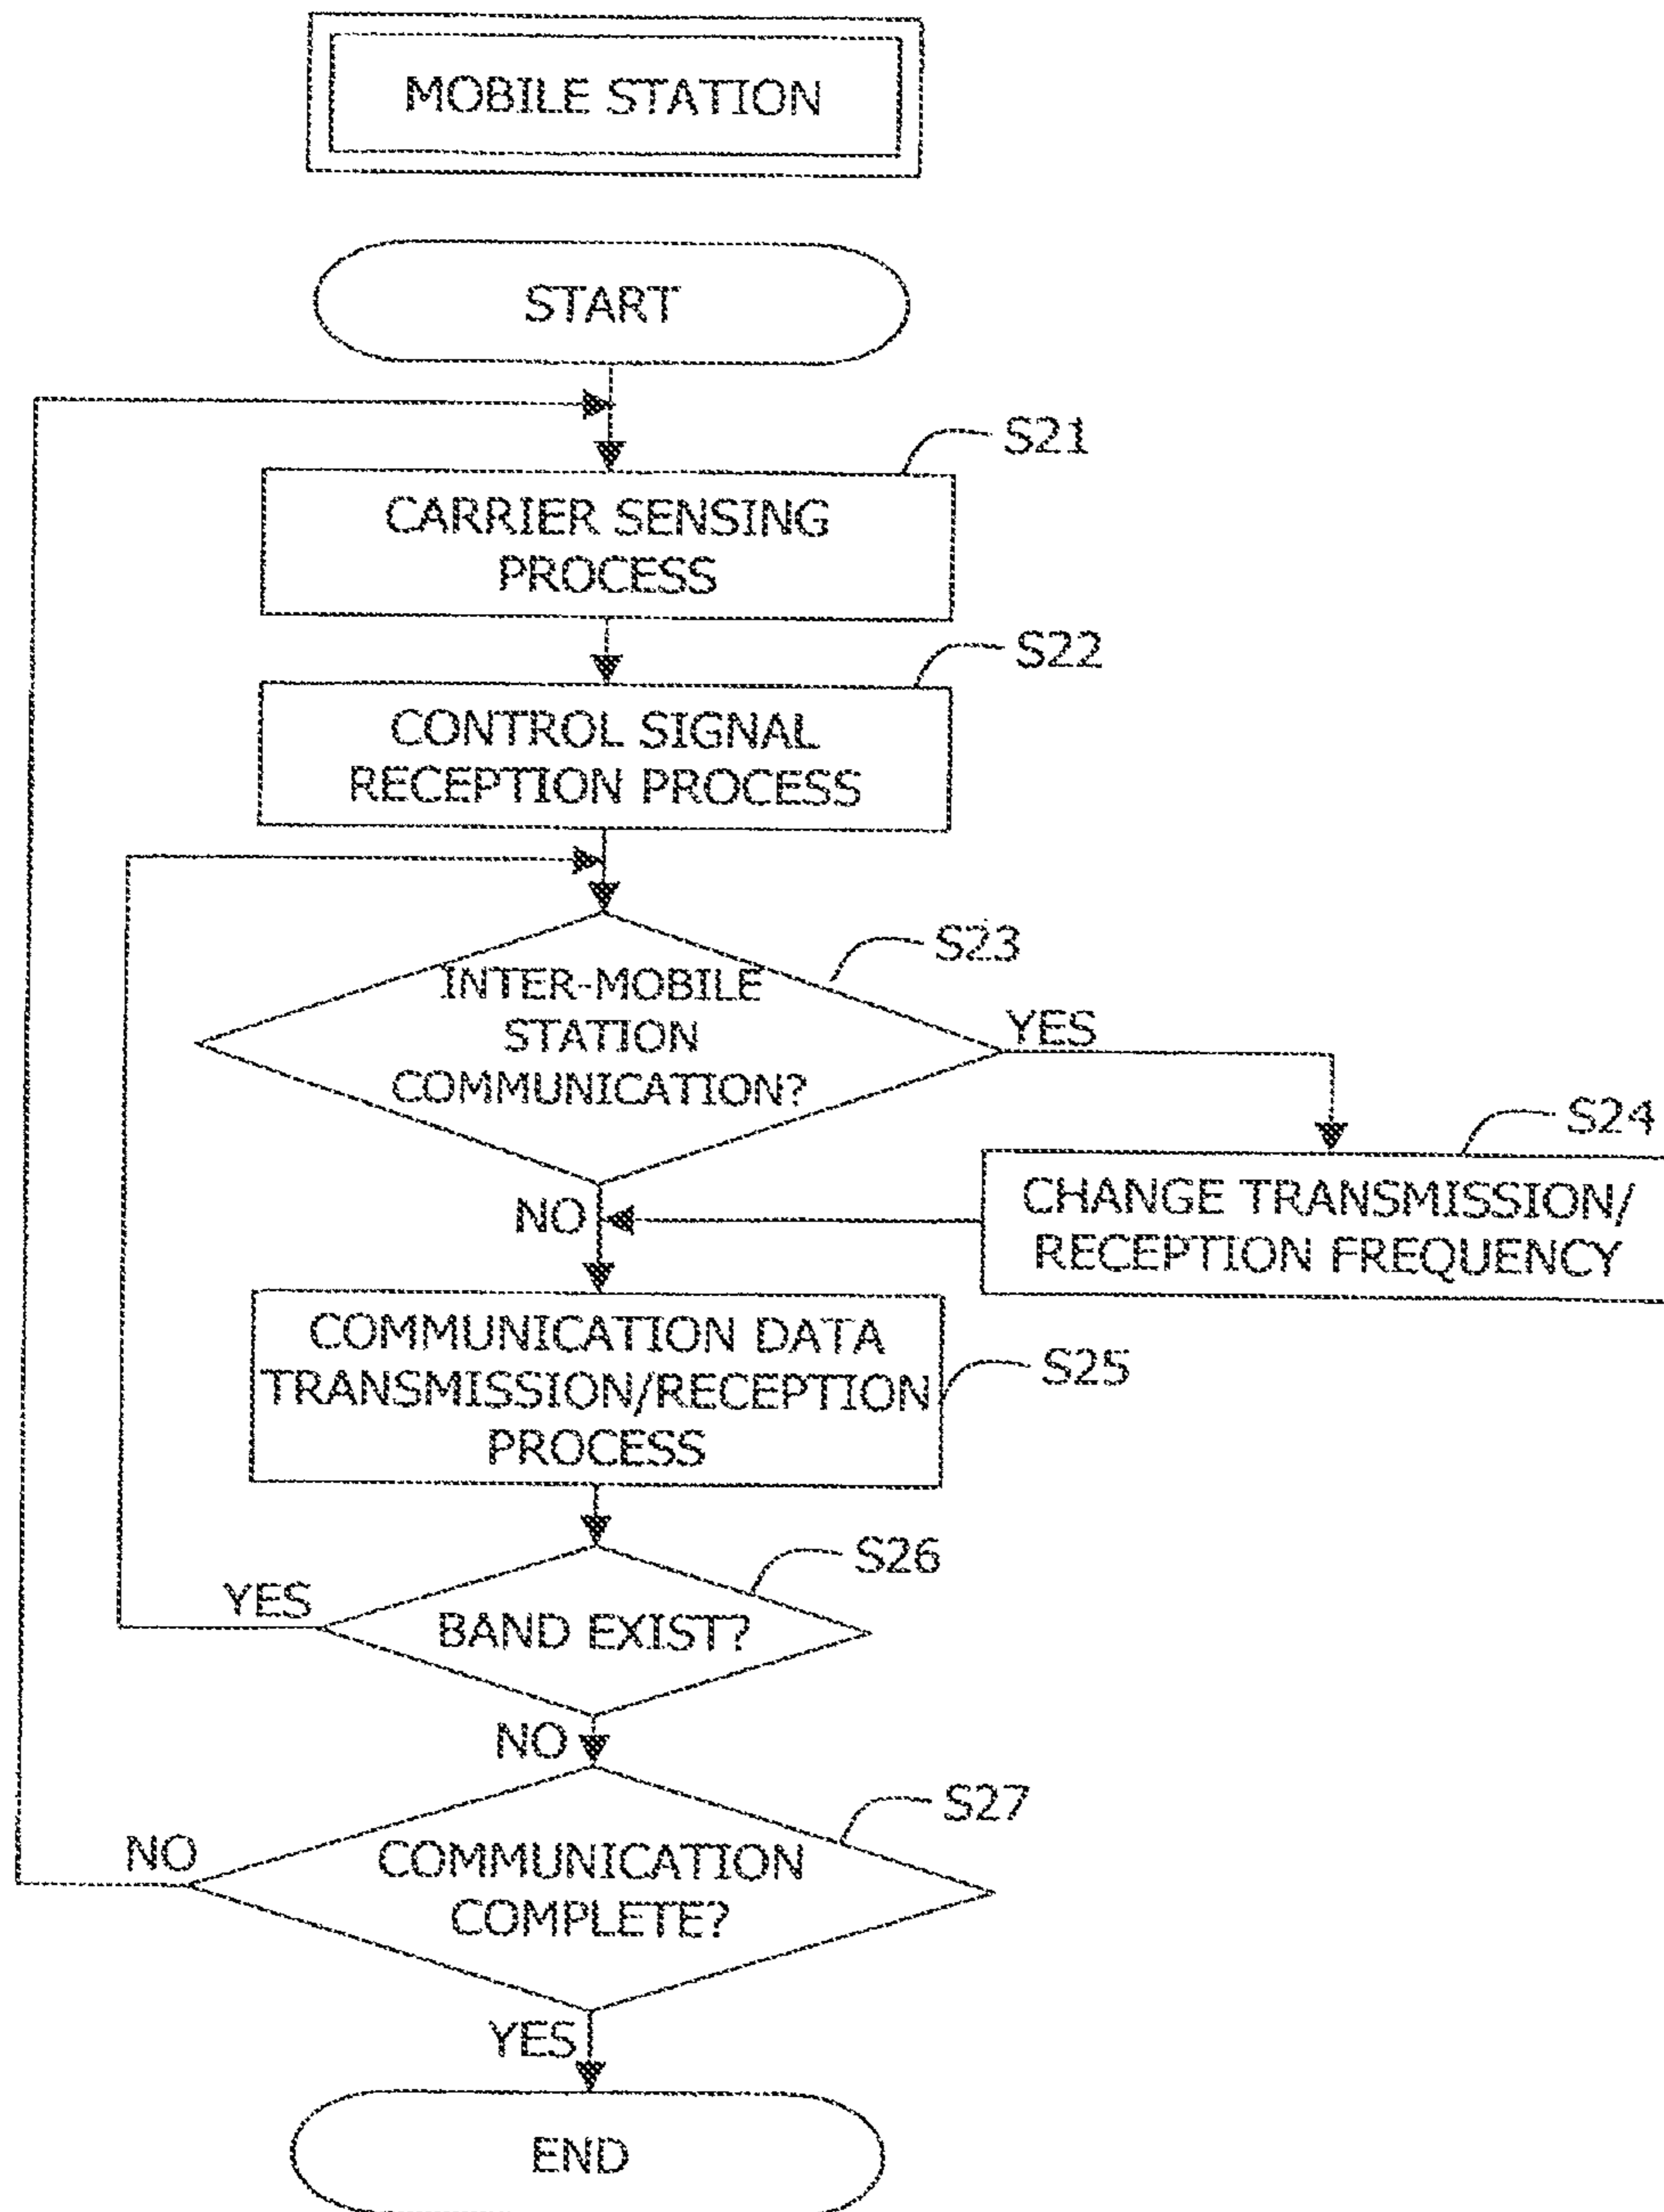 MOBILE STATION
START
S21
CARRIER SENSING
PROCESS
S22
CONTROL SIGNAL
RECEPTION PROCESS
S23
INTER-MOBILE
STATION
COMMUNICATION?
YES
S24
CHANGE TRANSMISSION/
RECEPTION FREQUENCY
NO
COMMUNICATION DATA
TRANSMISSION/RECEPTION
PROCESS
S25
S26
YES
BAND EXIST?
NO
S27
NO
COMMUNICATION
COMPLETE?
YES
END